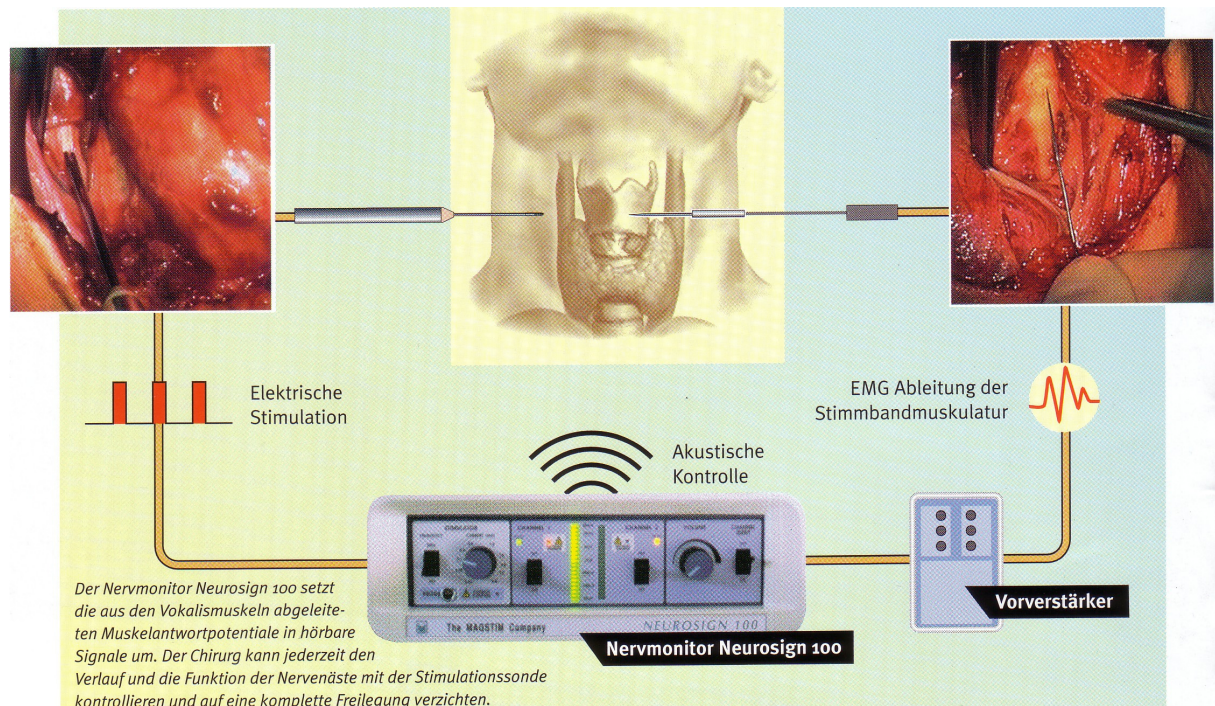 Elektrische
Stimulation
EMG Ableitung der
Stimmbandmuskulatur
Akustische
Kontrolle
STIMULATOR
CHANNEL 1
CHANNEL 2
VOLUME
The MAGSTIM Company
NEUROSIGN 100
Nervmonitor Neurosign 100
Vorverstärker
Der Nervmonitor Neurosign 100 setzt
die aus den Vokalismuskeln abgeleite-
ten Muskelantwortpotentiale in hörbare
Signale um. Der Chirurg kann jederzeit den
Verlauf und die Funktion der Nervenäste mit der Stimulationssonde
kontrollieren und auf eine komplette Freilegung verzichten.